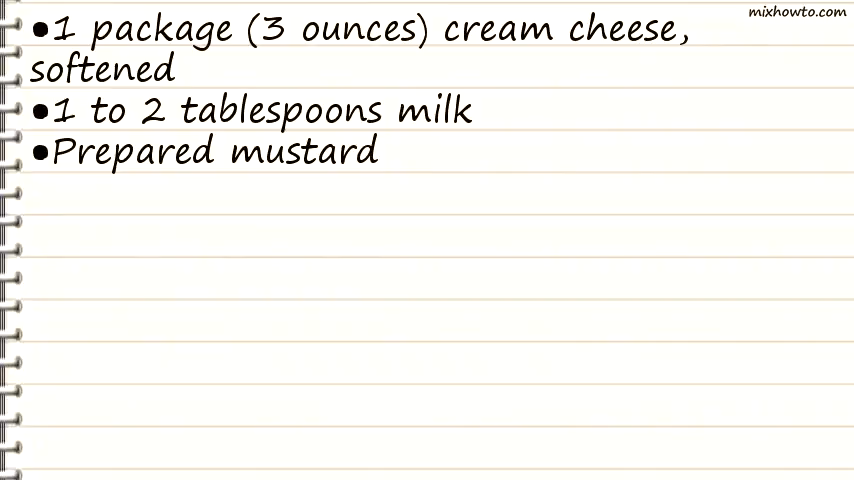 mixhowto.com
•1 package (3 ounces) cream cheese,
softened
•1 to 2 tablespoons milk
•Prepared mustard